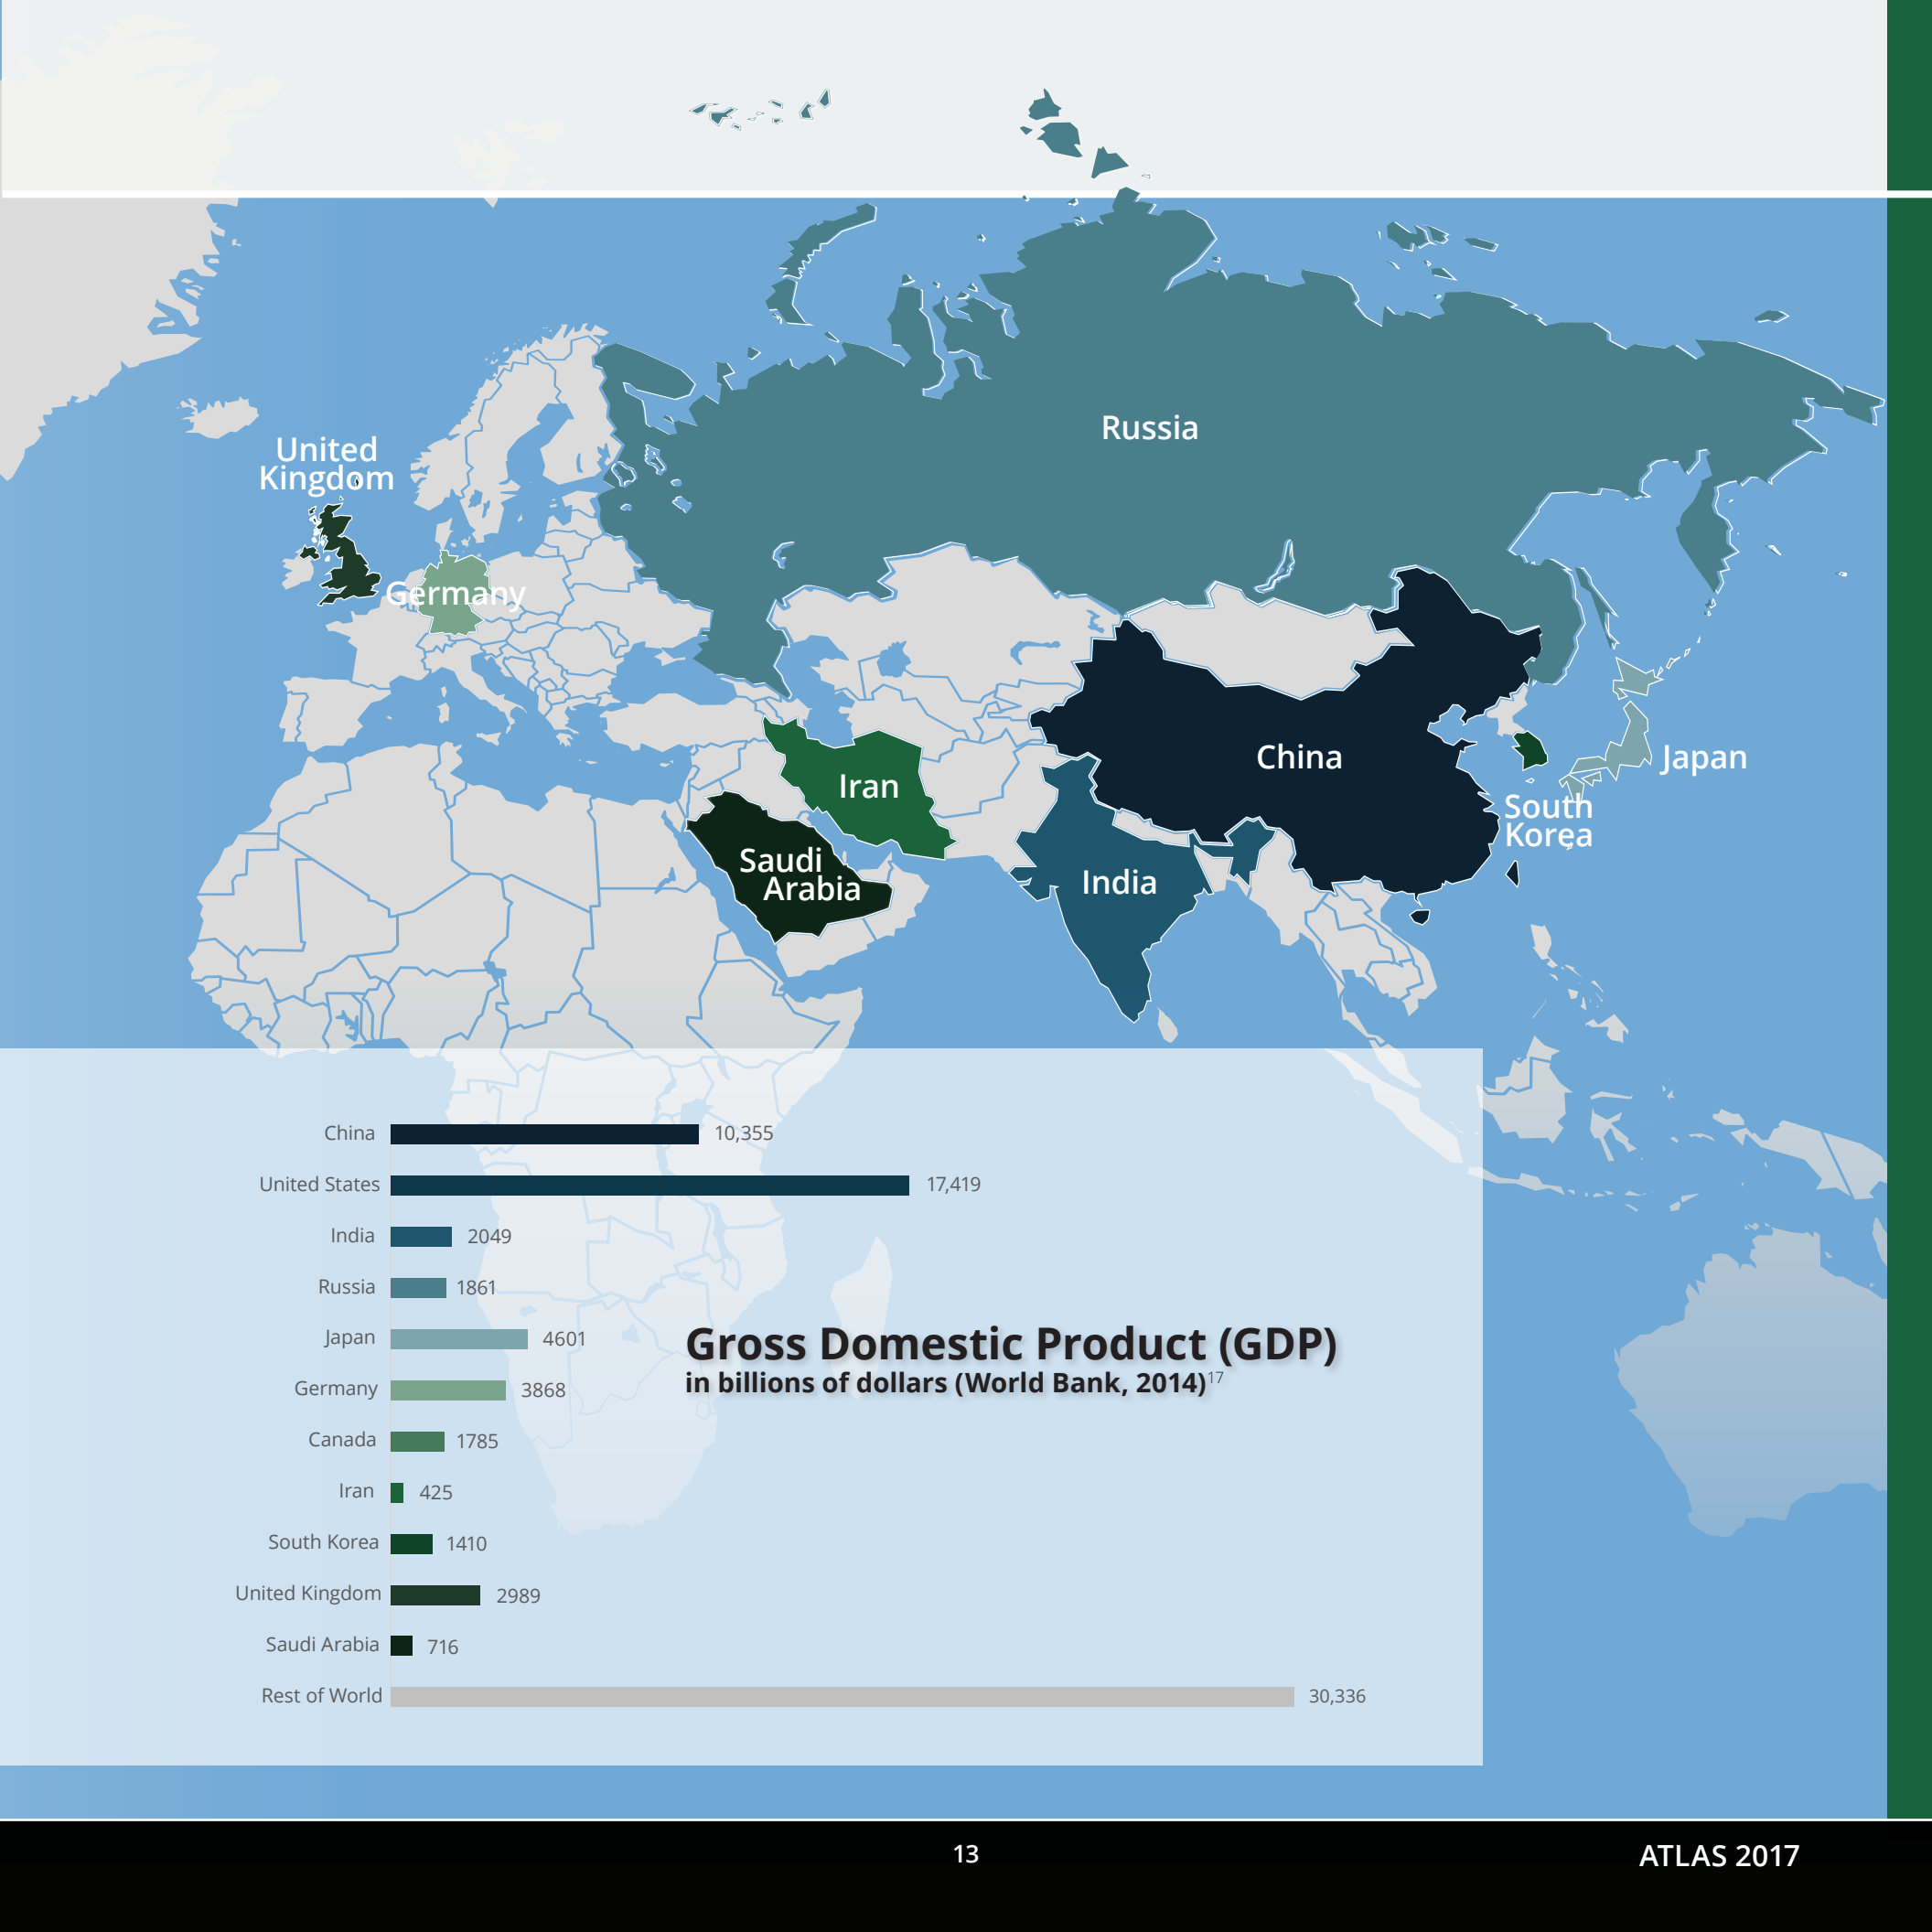 Russia
United
Kingdom
Germany
China
Japan
Iran
South
Korea
Saudi
Arabia
India
China 10,355
United States 17,419
India 2049
Russia 1861
Japan 4601
Gross Domestic Product (GDP)
in billions of dollars (World Bank, 2014)17
Germany 3868
Canada 1785
Iran 425
South Korea 1410
United Kingdom 2989
Saudi Arabia 716
Rest of World 30,336
13
ATLAS 2017